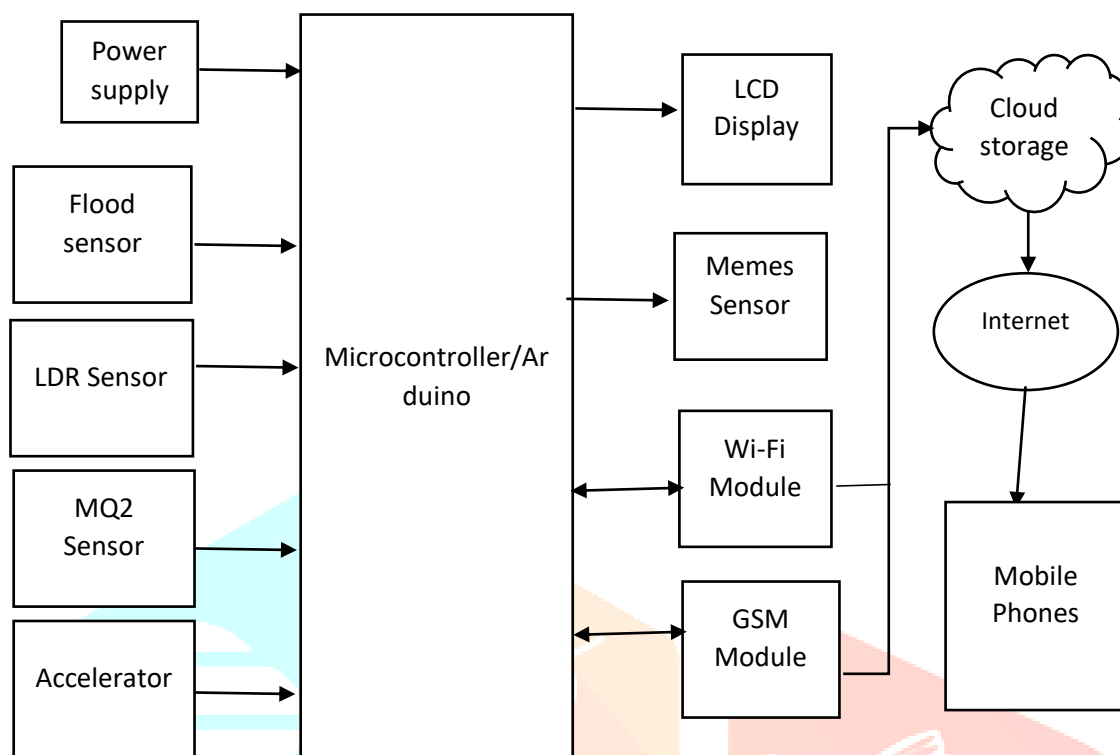 Power
supply
Flood
sensor
LDR Sensor
MQ2
Sensor
Accelerator
Microcontroller/Ar
duino
LCD
Display
Memes
Sensor
Wi-Fi
Module
GSM
Module
Cloud
storage
Internet
Mobile
Phones